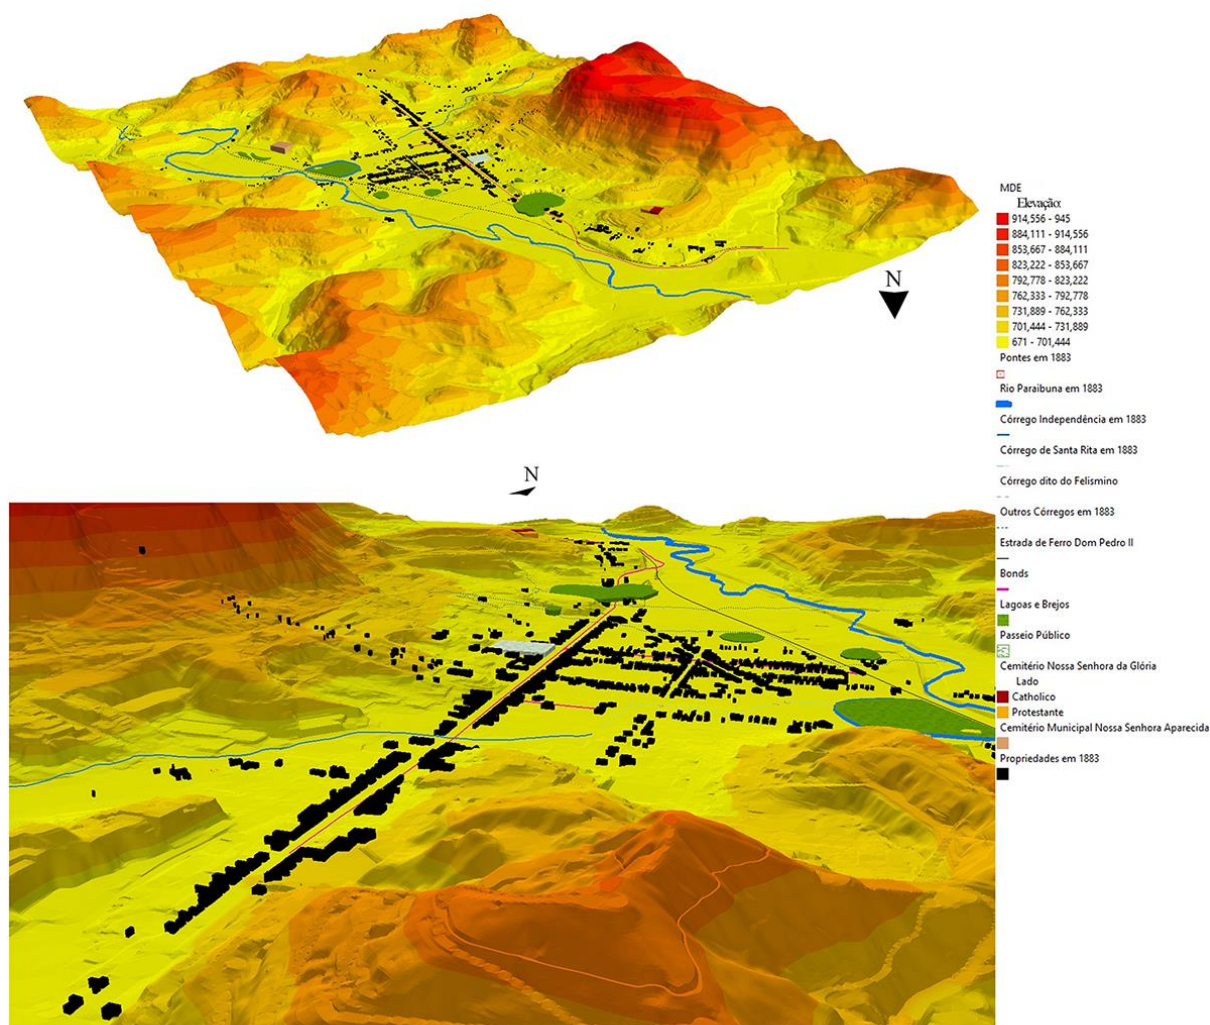 MDE
Elevação:
914,556 - 945
884,111 - 914,556
853,667 - 884,111
823,222 - 853,667
792,778 - 823,222
762,333 - 792,778
731,889 - 762,333
701,444 - 731,889
671 - 701,444
Pontes em 1883
Rio Paraibuna em 1883
Córrego Independência em 1883
Córrego de Santa Rita em 1883
Córrego dito do Felismino
Outros Córregos em 1883
Estrada de Ferro Dom Pedro II
Bonds
Lagoas e Brejos
Passeio Público
Cemitério Nossa Senhora da Glória
Lado
Catholico
Protestante
Cemitério Municipal Nossa Senhora Aparecida
Propriedades em 1883
N
N